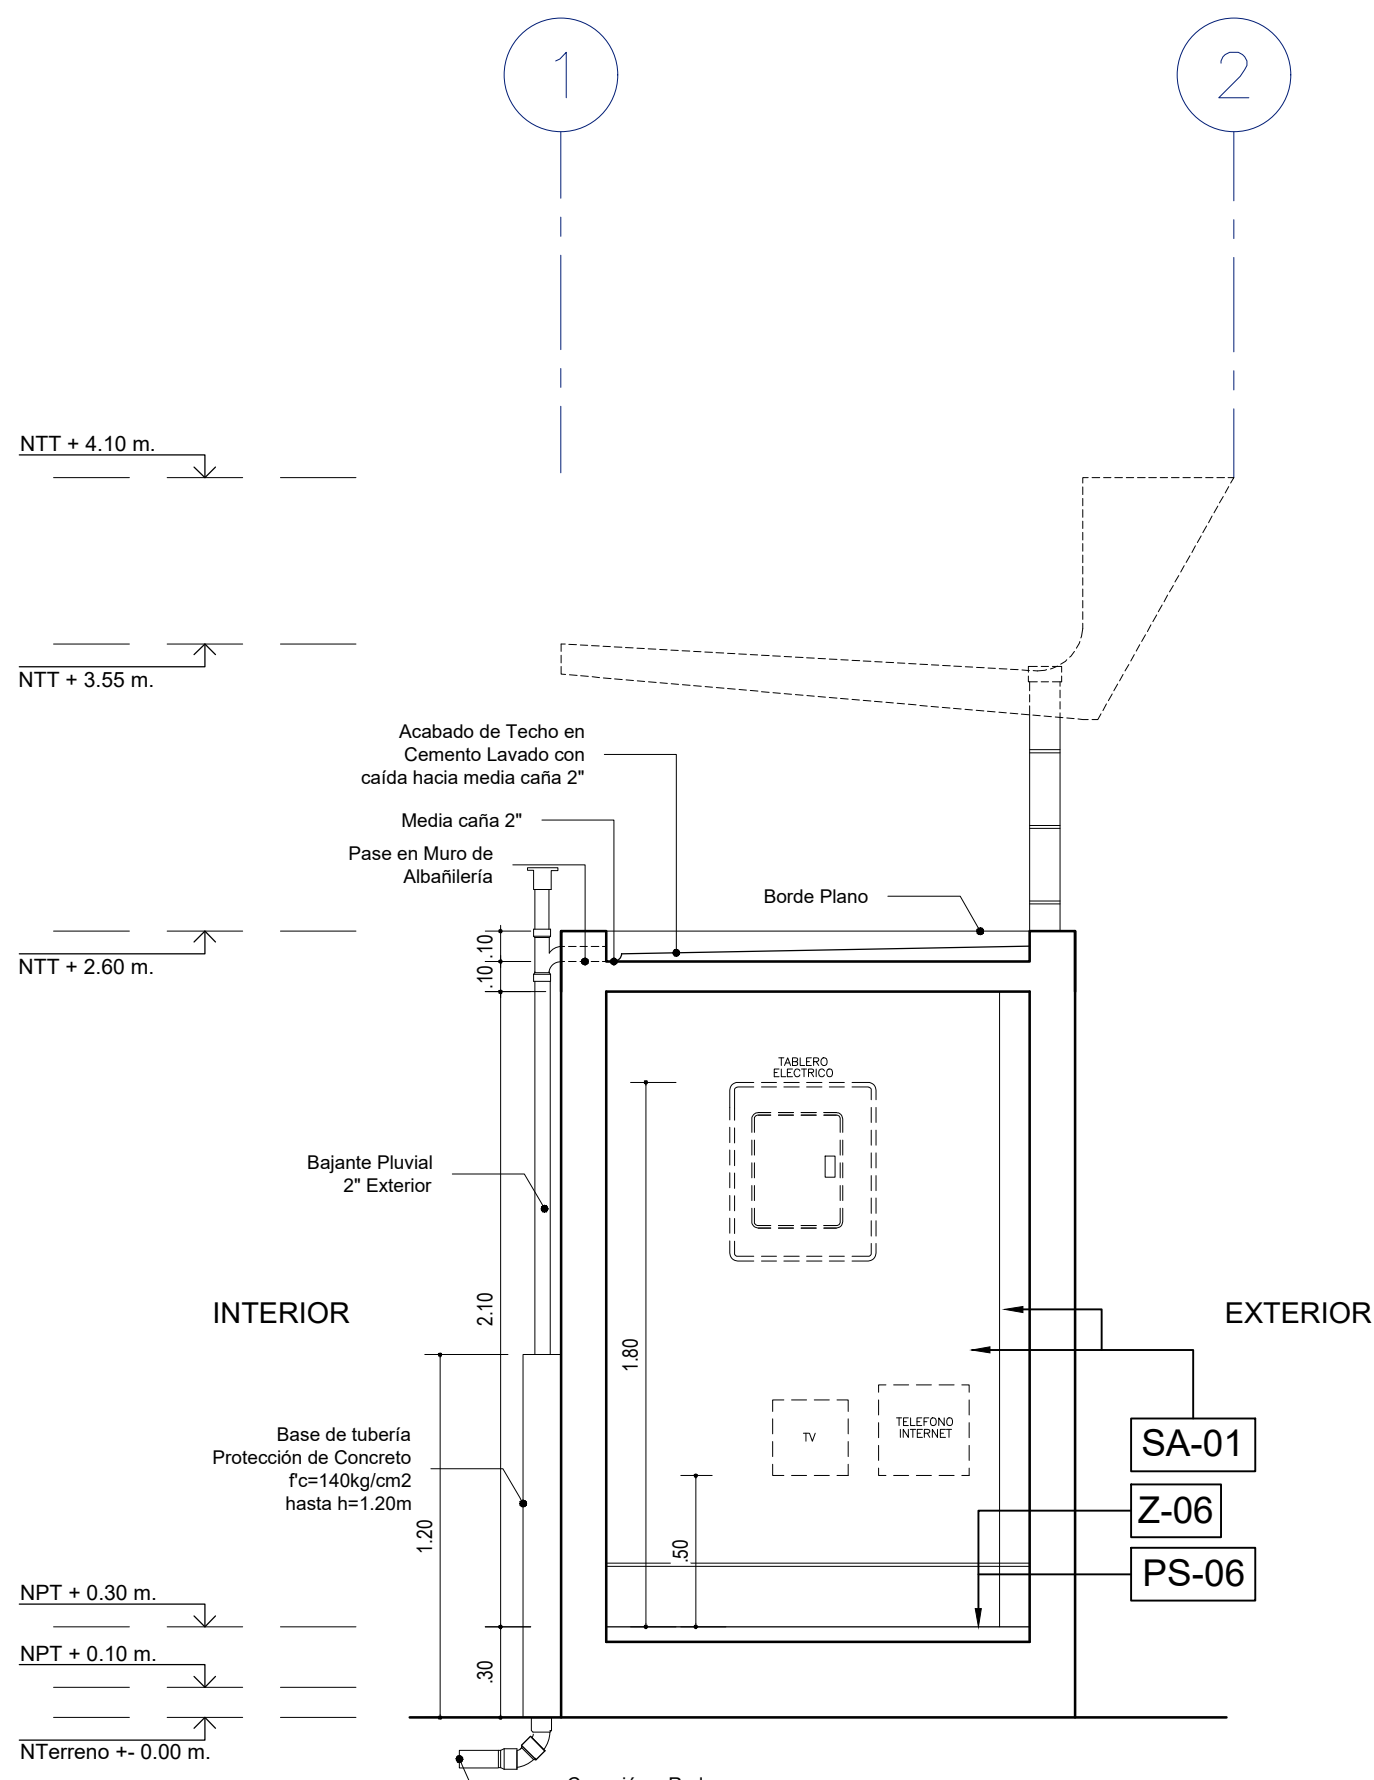 1
2
NTT + 4.10 m.
NTT + 3.55 m.
Acabado de Techo en
Cemento Lavado con
caída hacia media caña 2"
Media caña 2"
Pase en Muro de
Albañilería
Borde Plano
NTT + 2.60 m.
.10
.10
TABLERO
ELECTRICO
Bajante Pluvial
2" Exterior
INTERIOR
2.10
1.80
EXTERIOR
TV
TELEFONO
INTERNET
SA-01
Base de tubería
Protección de Concreto
f'c=140kg/cm2
hasta h=1.20m
1.20
.50
Z-06
PS-06
NPT + 0.30 m.
NPT + 0.10 m.
.30
NTerreno +- 0.00 m.